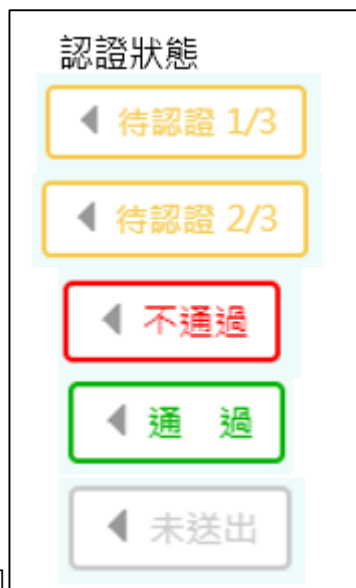 認證狀態
待認證 1/3
待認證 2/3
不通過
通　過
未送出
]